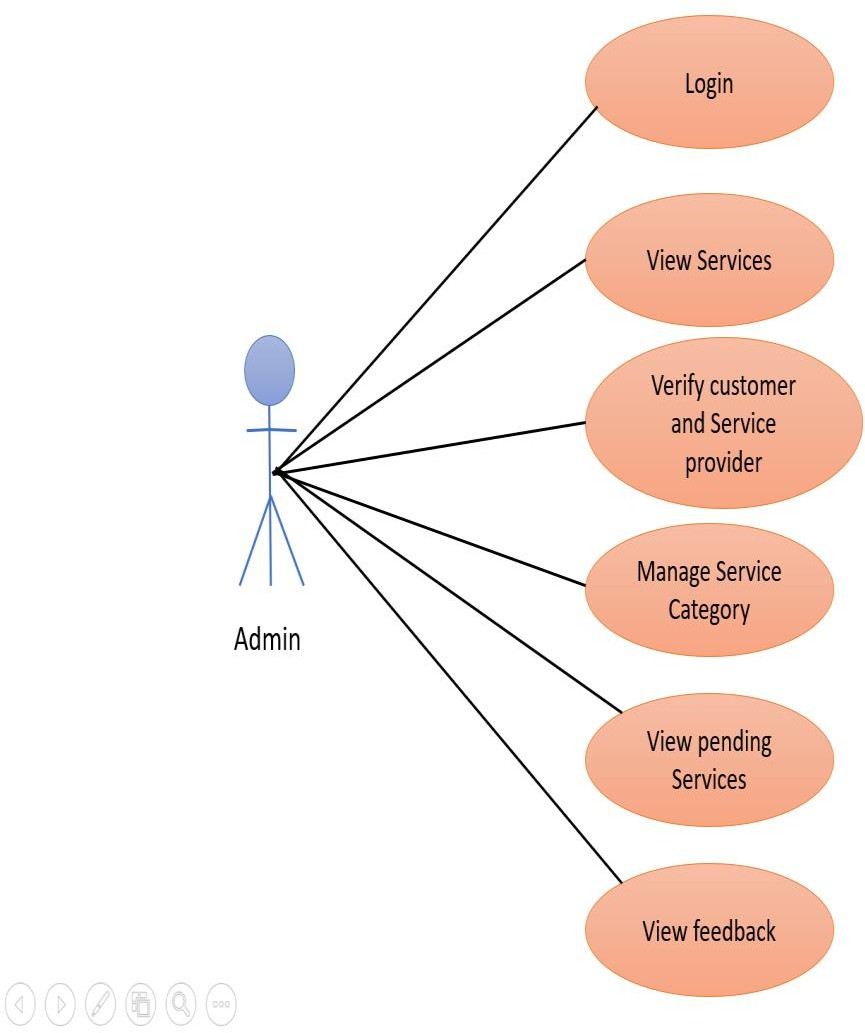 Login
View Services
Verify customer
and Service
provider
Manage Service
Category
Admin
View pending
Services
View feedback